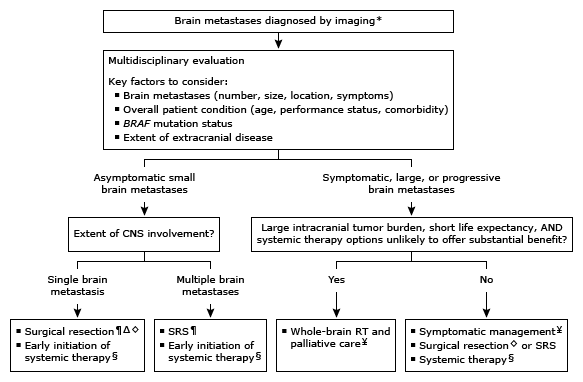 Brain metastases diagnosed by imaging*
Multidisciplinary evaluation
Key factors to consider:
▪ Brain metastases (number, size, location, symptoms)
▪ Overall patient condition (age, performance status, comorbidity)
▪ BRAF mutation status
▪ Extent of extracranial disease
Asymptomatic small
brain metastases
Symptomatic, large, or progressive
brain metastases
Extent of CNS involvement?
Large intracranial tumor burden, short life expectancy, AND
systemic therapy options unlikely to offer substantial benefit?
Single brain
metastasis
Multiple brain
metastases
Yes
No
▪ Surgical resection¶Δ◇
▪ Early initiation of
systemic therapy§
▪ SRS¶
▪ Early initiation of
systemic therapy§
▪ Whole-brain RT and
palliative care¥
▪ Symptomatic management¥
▪ Surgical resection◇ or SRS
▪ Systemic therapy§